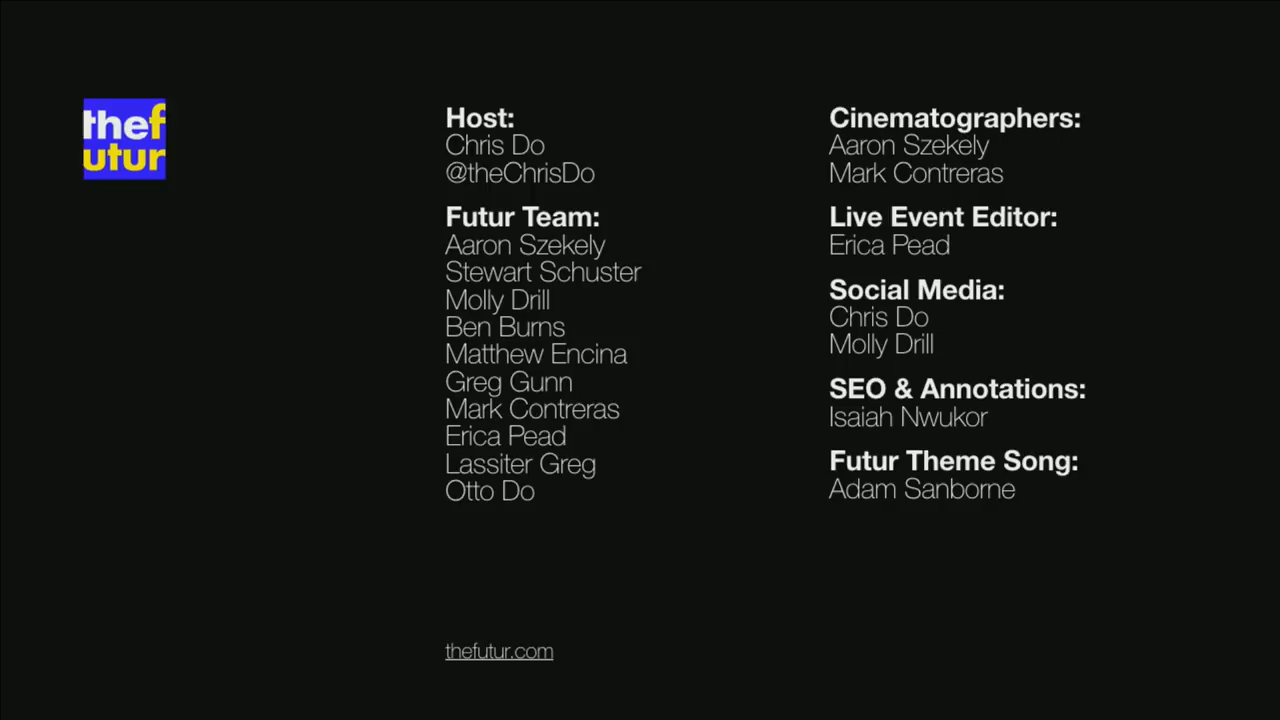 thef
utur
Host:
Chris Do
@theChrisDo
Futur Team:
Aaron Szekely
Stewart Schuster
Molly Drill
Ben Burns
Matthew Encina
Greg Gunn
Mark Contreras
Erica Pead
Lassiter Greg
Otto Do
thefutur.com
Cinematographers:
Aaron Szekely
Mark Contreras
Live Event Editor:
Erica Pead
Social Media:
Chris Do
Molly Drill
SEO & Annotations:
Isaiah Nwukor
Futur Theme Song:
Adam Sanborne